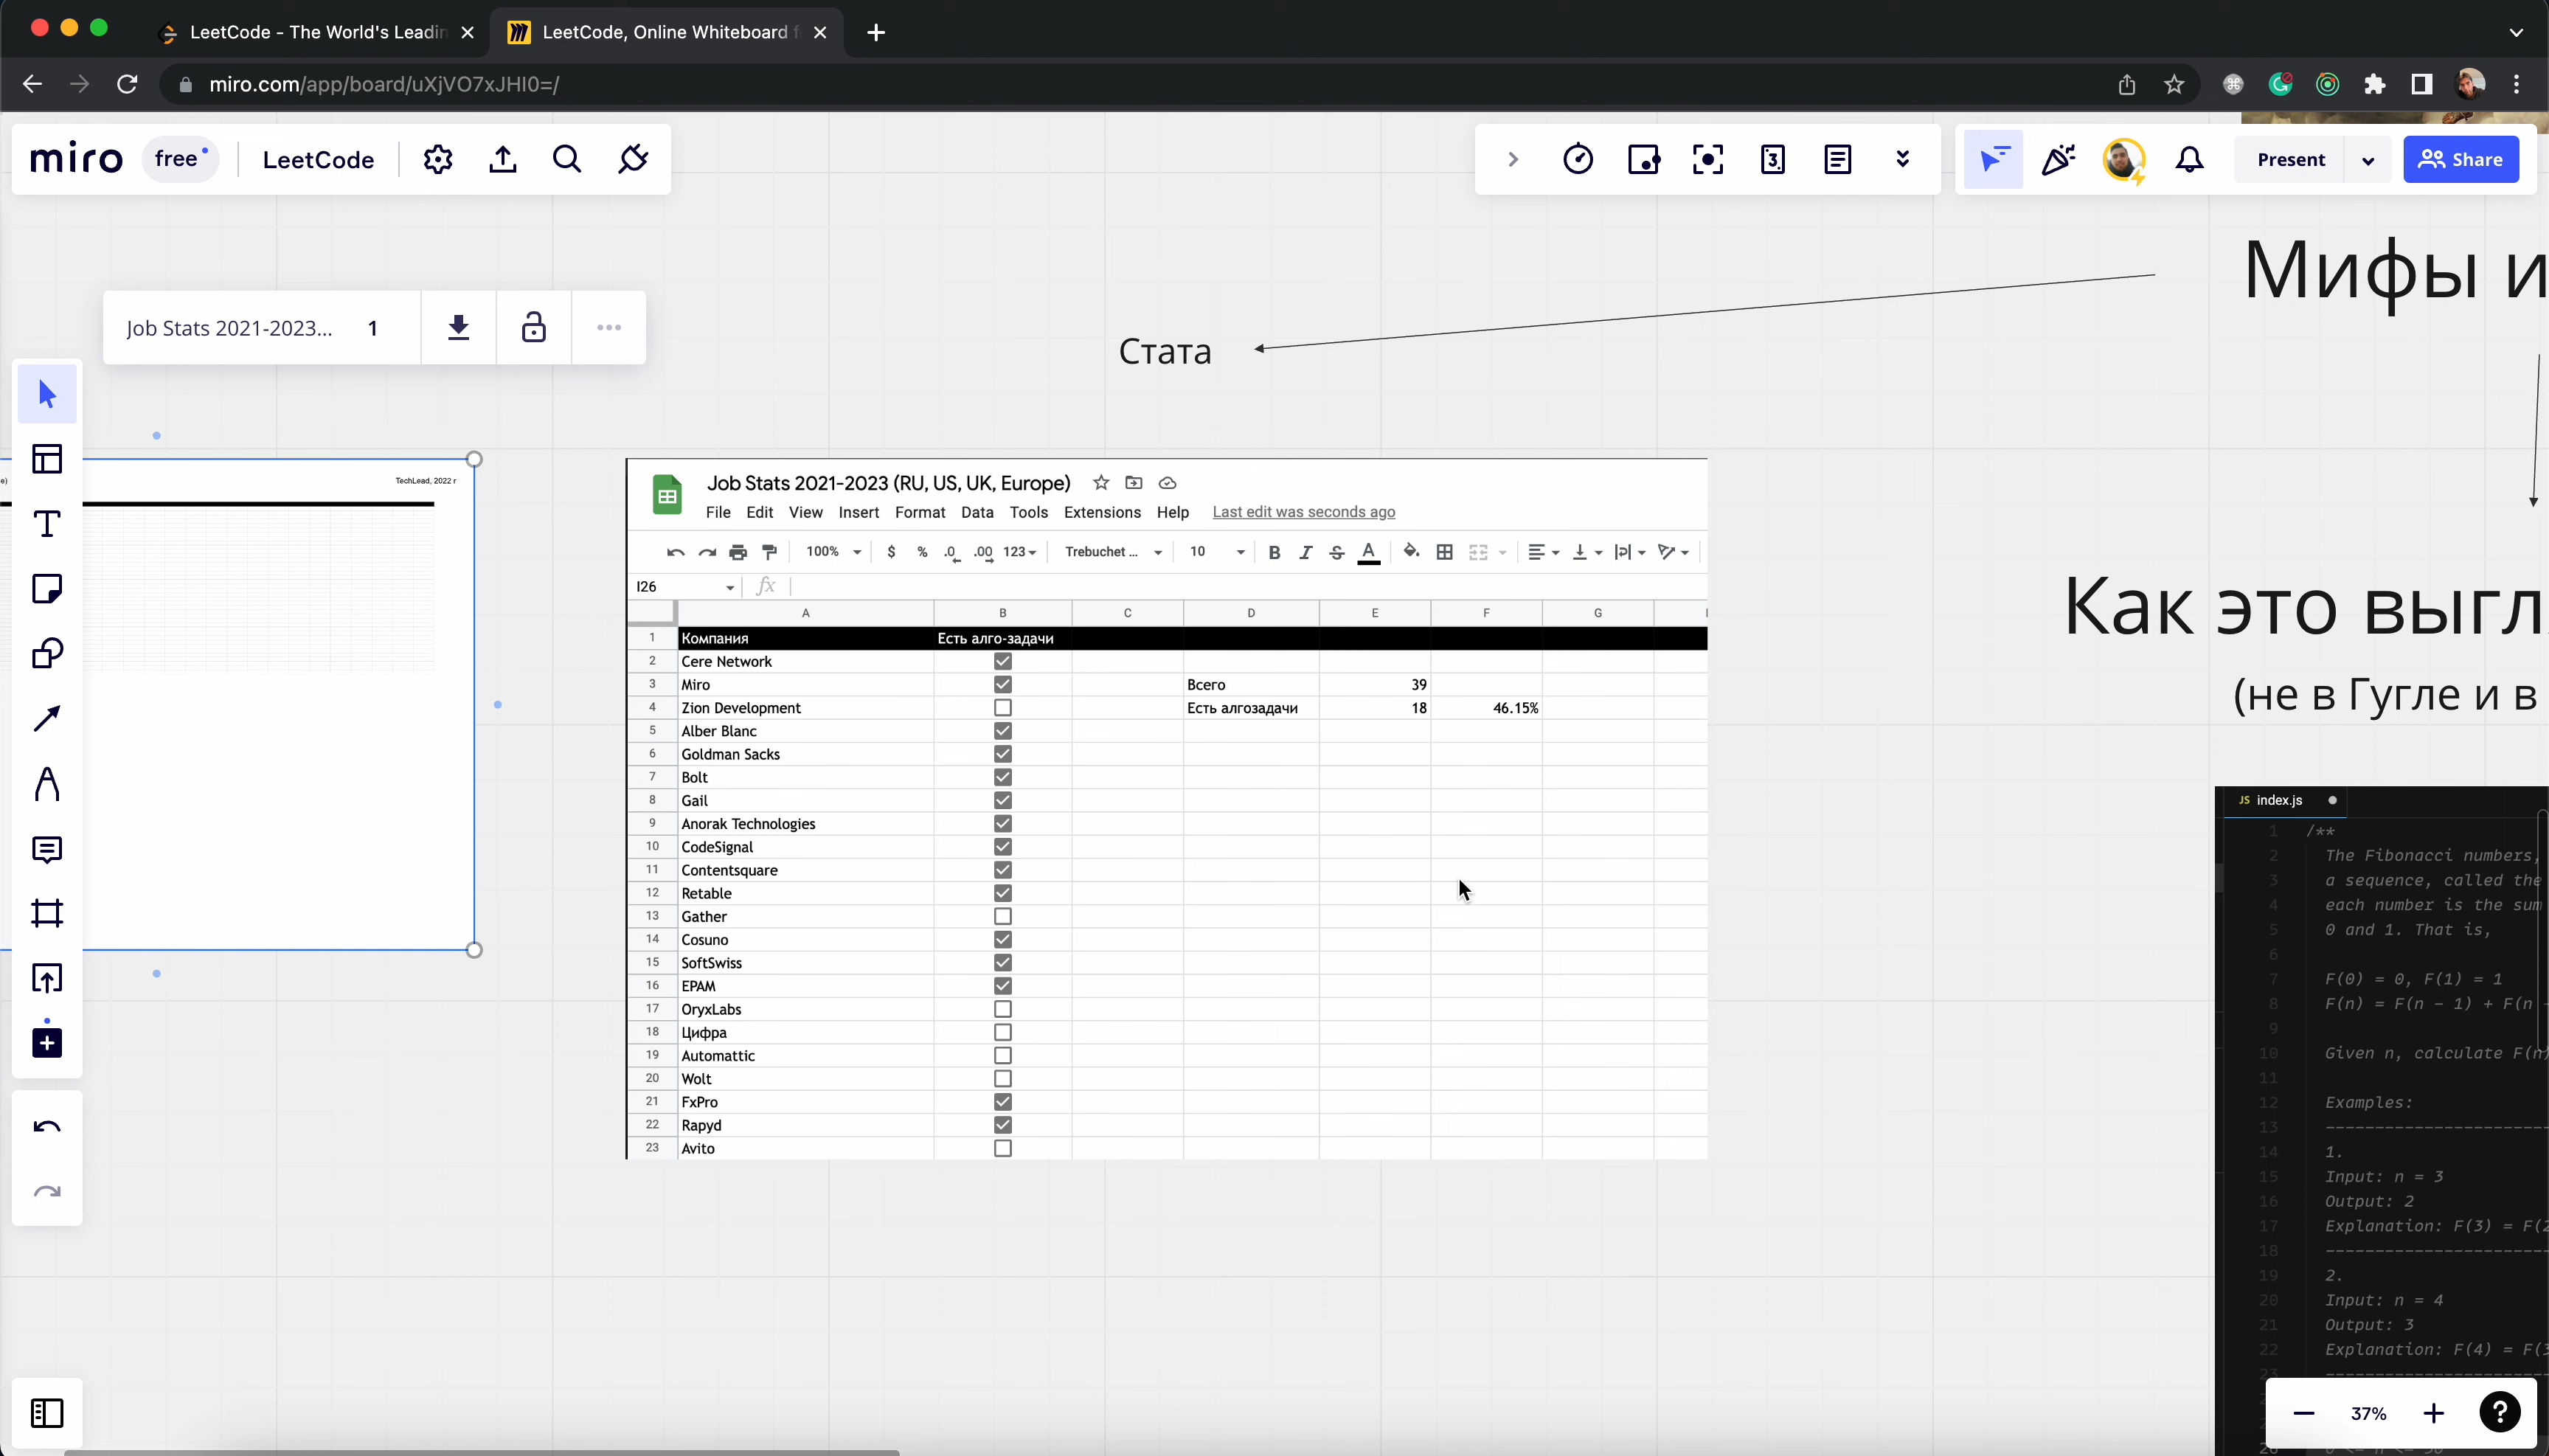 LeetCode - The World's Leadin
LeetCode, Online Whiteboard f
miro.com/app/board/uXjVO7xJHI0=/
miro
free
LeetCode
Present
Share
Job Stats 2021-2023...
1
Стата
Мифы и
TechLead, 2022 г
Job Stats 2021-2023 (RU, US, UK, Europe)
File Edit View Insert Format Data Tools Extensions Help Last edit was seconds ago
100% $ % .0 .00 123 Trebuchet ... 10 B I S A
I26 fx
A B C D E F G
1 Компания Есть алго-задачи
2 Cere Network
3 Miro Всего 39
4 Zion Development Есть алгозадачи 18 46.15%
5 Alber Blanc
6 Goldman Sacks
7 Bolt
8 Gail
9 Anorak Technologies
10 CodeSignal
11 Contentsquare
12 Retable
13 Gather
14 Cosuno
15 SoftSwiss
16 EPAM
17 OryxLabs
18 Цифра
19 Automattic
20 Wolt
21 FxPro
22 Rapyd
23 Avito
Как это выгл
(не в Гугле и в
JS index.js
1 /**
2 The Fibonacci numbers,
3 a sequence, called the
4 each number is the sum
5 0 and 1. That is,
6
7 F(0) = 0, F(1) = 1
8 F(n) = F(n - 1) + F(n -
9
10 Given n, calculate F(n)
11
12 Examples:
13 -----------------------
14 1.
15 Input: n = 3
16 Output: 2
17 Explanation: F(3) = F(2
18 -----------------------
19 2.
20 Input: n = 4
21 Output: 3
22 Explanation: F(4) = F(3
23 -----------------------
37%